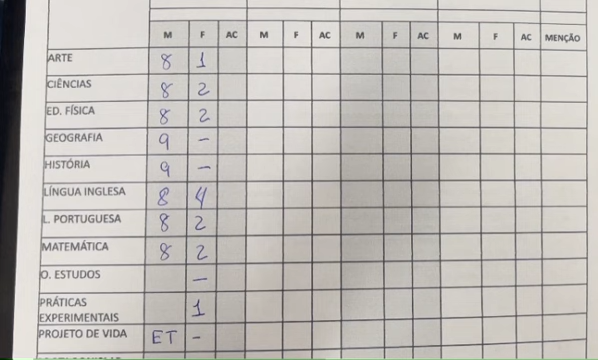 M F AC M F AC M F AC M F AC MENÇÃO
ARTE 8 1
CIÊNCIAS 8 2
ED. FÍSICA 8 2
GEOGRAFIA 9 -
HISTÓRIA 9 -
LÍNGUA INGLESA 8 4
L. PORTUGUESA 8 2
MATEMÁTICA 8 2
O. ESTUDOS -
PRÁTICAS
EXPERIMENTAIS 1
PROJETO DE VIDA ET -